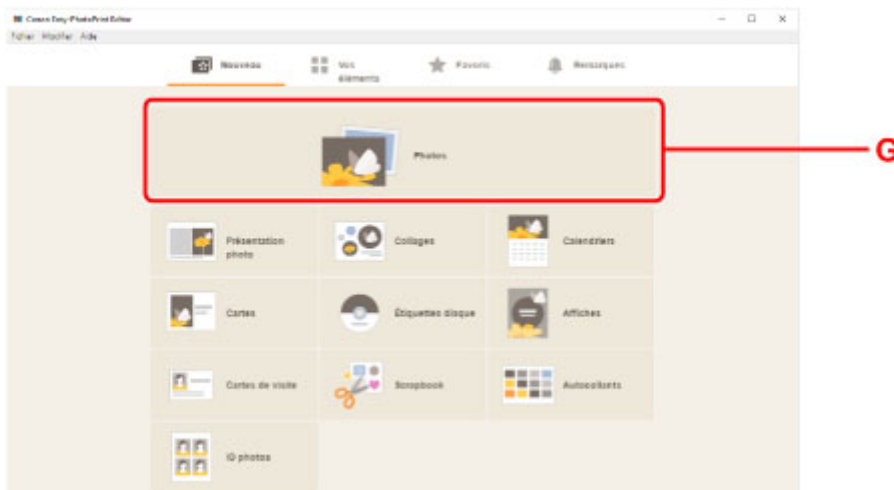 Canon Easy-PhotoPrint Editor
Fichier Modifier Aide
Nouveau
Vos
éléments
Favoris
Remarques
Photos
G
Présentation
photo
Collages
Calendriers
Cartes
Étiquettes disque
Affiches
Cartes de visite
Scrapbook
Autocollants
ID photos